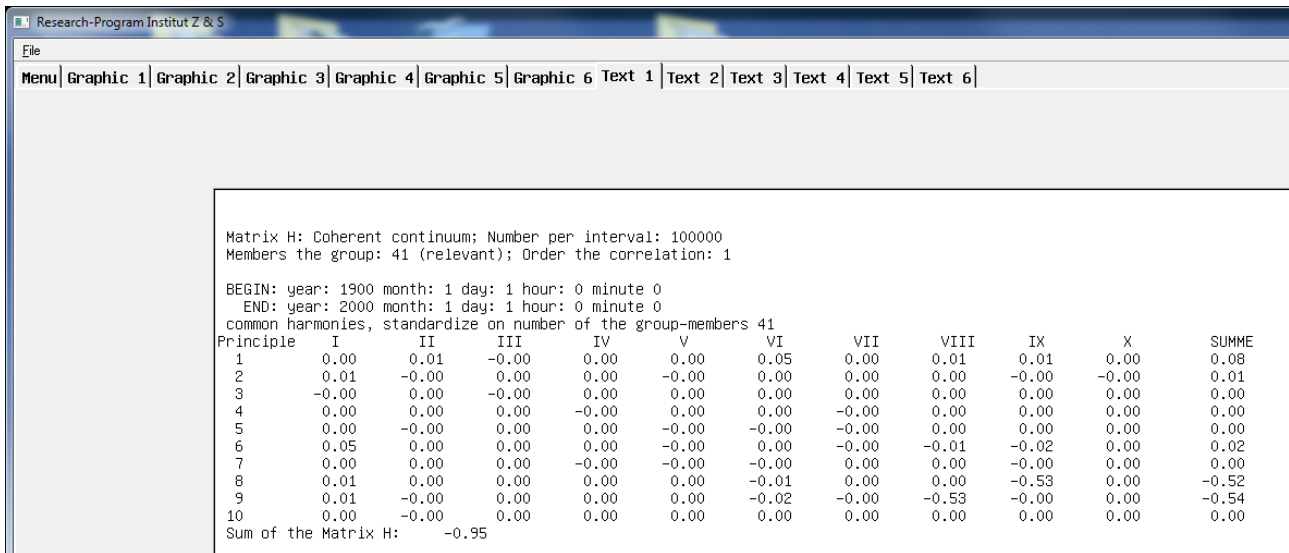 Research-Program Institut Z & S
File
Menu Graphic 1 Graphic 2 Graphic 3 Graphic 4 Graphic 5 Graphic 6 Text 1 Text 2 Text 3 Text 4 Text 5 Text 6
Matrix H: Coherent continuum; Number per interval: 100000
Members the group: 41 (relevant); Order the correlation: 1
BEGIN: year: 1900 month: 1 day: 1 hour: 0 minute 0
END: year: 2000 month: 1 day: 1 hour: 0 minute 0
common harmonies, standardize on number of the group-members 41
Principle I II III IV V VI VII VIII IX X SUMME
1 0.00 0.01 -0.00 0.00 0.00 0.05 0.00 0.01 0.01 0.00 0.08
2 0.01 -0.00 0.00 0.00 -0.00 0.00 0.00 0.00 -0.00 -0.00 0.01
3 -0.00 0.00 -0.00 0.00 0.00 0.00 0.00 0.00 0.00 0.00 0.00
4 0.00 0.00 0.00 -0.00 0.00 0.00 -0.00 0.00 0.00 0.00 0.00
5 0.00 -0.00 0.00 0.00 -0.00 -0.00 -0.00 0.00 0.00 0.00 0.00
6 0.05 0.00 0.00 0.00 -0.00 0.00 -0.00 -0.01 -0.02 0.00 0.02
7 0.00 0.00 0.00 -0.00 -0.00 -0.00 0.00 0.00 -0.00 0.00 0.00
8 0.01 0.00 0.00 0.00 0.00 -0.01 0.00 0.00 -0.53 0.00 -0.52
9 0.01 -0.00 0.00 0.00 0.00 -0.02 -0.00 -0.53 -0.00 0.00 -0.54
10 0.00 -0.00 0.00 0.00 0.00 0.00 0.00 0.00 0.00 0.00 0.00
Sum of the Matrix H: -0.95